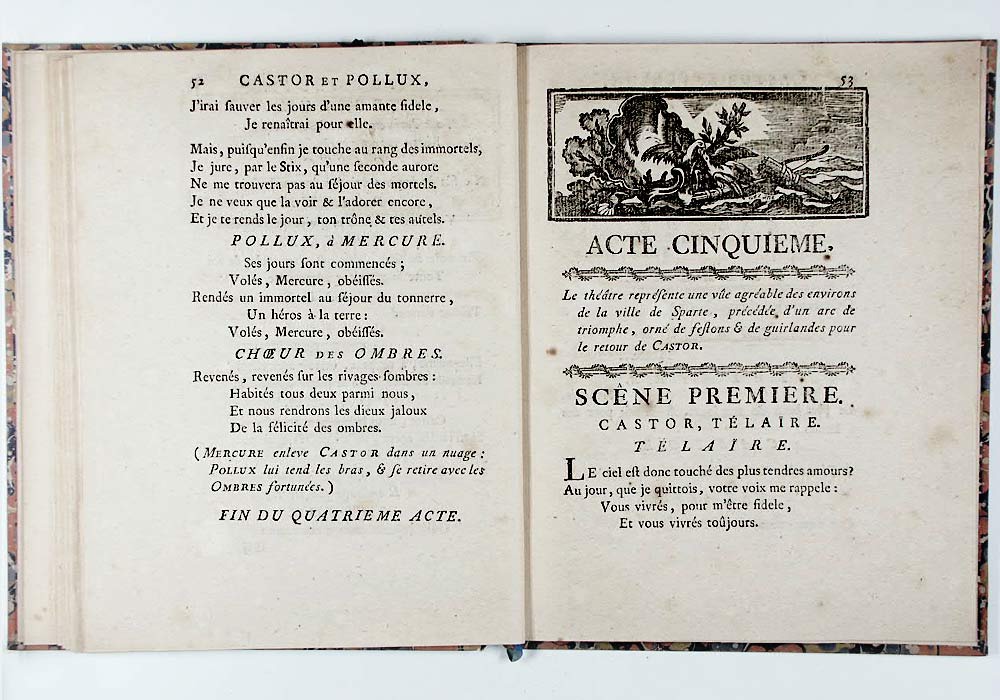 52 CASTOR ET POLLUX,
J'irai ſauver les jours d'une amante fidele,
Je renaîtrai pour elle.
Mais, puiſqu'enfin je touche au rang des immortels,
Je jure, par le Stix, qu'une ſeconde aurore
Ne me trouvera pas au ſéjour des mortels.
Je ne veux que la voir & l'adorer encore,
Et je te rends le jour, ton trône & tes autels.
POLLUX, à MERCURE.
Ses jours ſont commencés ;
Volés, Mercure, obéiſſés.
Rendés un immortel au ſéjour du tonnerre,
Un héros à la terre :
Volés, Mercure, obéiſſés.
CHŒUR DES OMBRES.
Revenés, revenés ſur les rivages ſombres :
Habités tous deux parmi nous,
Et nous rendrons les dieux jaloux
De la félicité des ombres.
(MERCURE enleve CASTOR dans un nuage :
POLLUX lui tend les bras, & ſe retire avec les
OMBRES fortunées.)
FIN DU QUATRIEME ACTE.
53
ACTE CINQUIEME.
Le théâtre repréſente une vûe agréable des environs
de la ville de Sparte, précédée d'un arc de
triomphe, orné de feſtons & de guirlandes pour
le retour de CASTOR.
SCÊNE PREMIERE.
CASTOR, TÉLAÏRE.
TÉLAÏRE.
LE ciel eſt donc touché des plus tendres amours?
Au jour, que je quittois, votre voix me rappele :
Vous vivrés, pour m'être fidele,
Et vous vivrés toûjours.